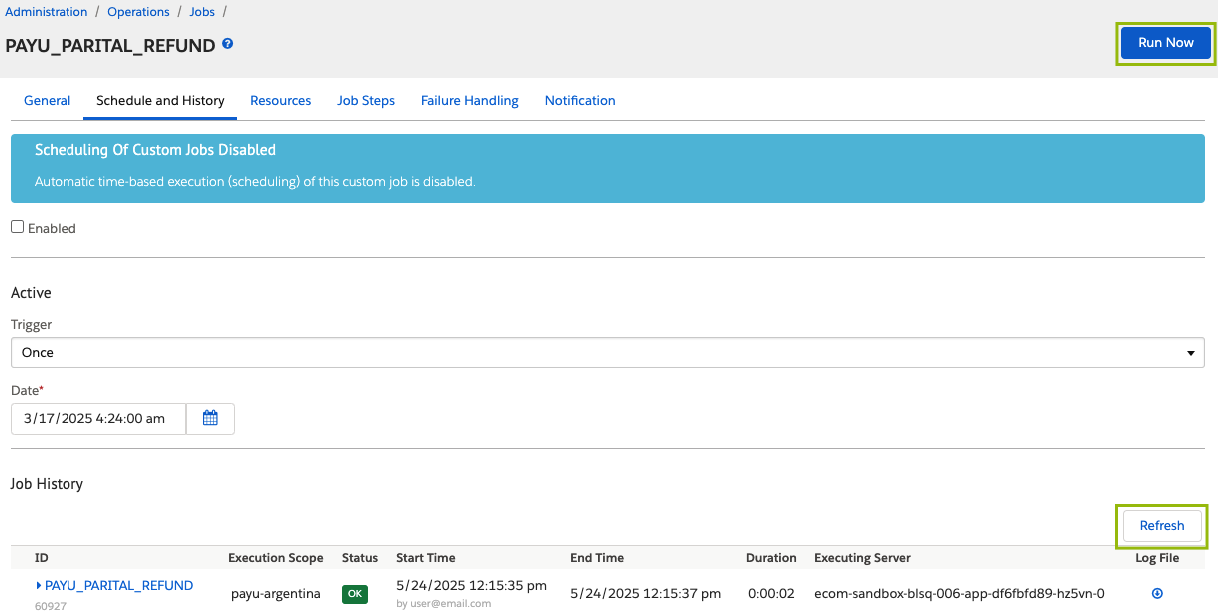 Administration / Operations / Jobs /
PAYU_PARITAL_REFUND ?
Run Now
General Schedule and History Resources Job Steps Failure Handling Notification
Scheduling Of Custom Jobs Disabled
Automatic time-based execution (scheduling) of this custom job is disabled.
Enabled
Active
Trigger
Once
Date*
3/17/2025 4:24:00 am
Job History
Refresh
ID Execution Scope Status Start Time End Time Duration Executing Server Log File
PAYU_PARITAL_REFUND payu-argentina OK 5/24/2025 12:15:35 pm 5/24/2025 12:15:37 pm 0:00:02 ecom-sandbox-blsq-006-app-df6fbfd89-hz5vn-0
60927 by user@email.com